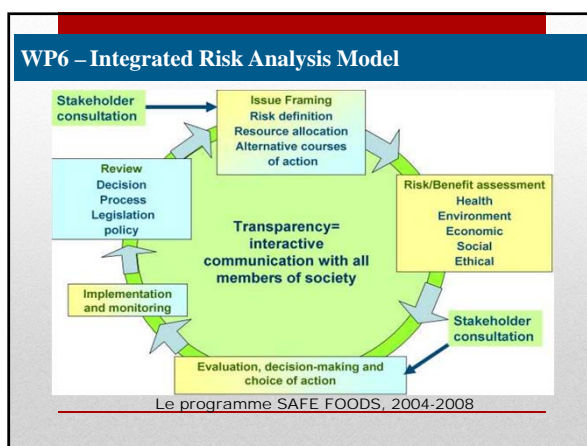 WP6 – Integrated Risk Analysis Model
Stakeholder
consultation
Issue Framing
Risk definition
Resource allocation
Alternative courses
of action
Review
Decision
Process
Legislation
policy
Risk/Benefit assessment
Health
Environment
Economic
Social
Ethical
Transparency=
interactive
communication with all
members of society
Implementation
and monitoring
Stakeholder
consultation
Evaluation, decision-making and
choice of action
Le programme SAFE FOODS, 2004-2008